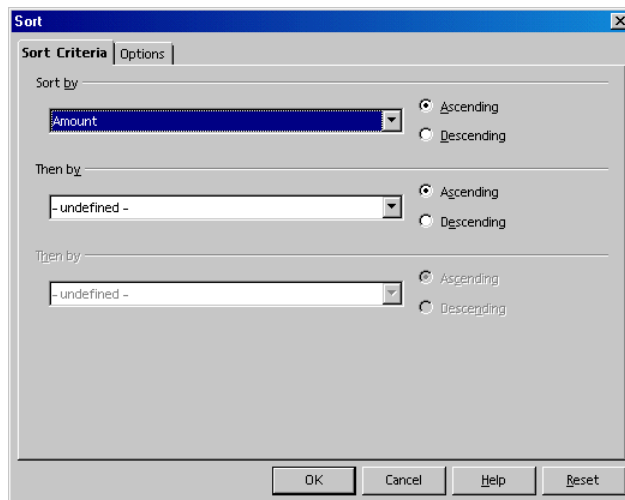 Sort
Sort Criteria Options
Sort by
Amount
Ascending
Descending
Then by
- undefined -
Ascending
Descending
Then by
- undefined -
Ascending
Descending
OK Cancel Help Reset